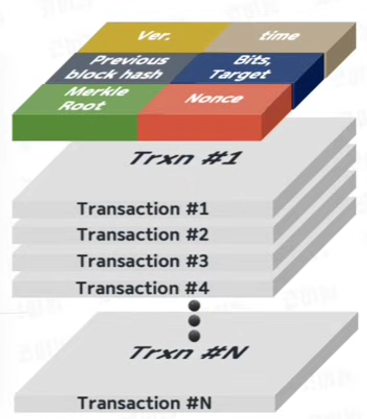 Ver.
time
Previous
block hash
Bits,
Target
Merkle
Root
Nonce
Trxn #1
Transaction #1
Transaction #2
Transaction #3
Transaction #4
Trxn #N
Transaction #N